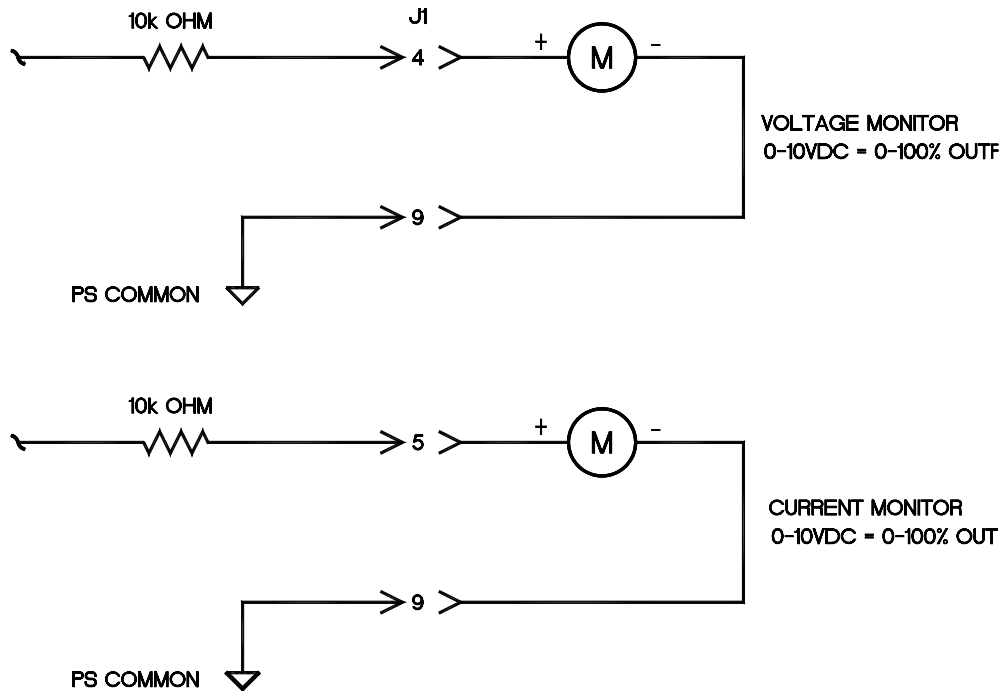 10k OHM
J1
4
+
M
-
VOLTAGE MONITOR
0-10VDC = 0-100% OUTF
9
PS COMMON
10k OHM
5
+
M
-
CURRENT MONITOR
0-10VDC = 0-100% OUT
9
PS COMMON